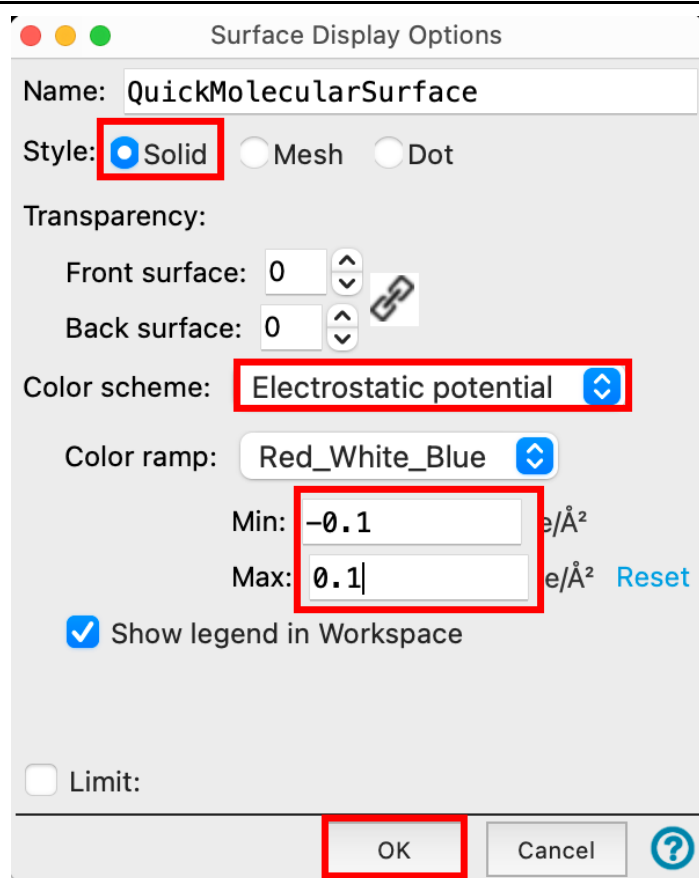 Surface Display Options
Name: QuickMolecularSurface
Style: Solid Mesh Dot
Transparency:
Front surface: 0
Back surface: 0
Color scheme: Electrostatic potential
Color ramp: Red_White_Blue
Min: -0.1 e/Å²
Max: 0.1 e/Å² Reset
Show legend in Workspace
Limit:
OK Cancel ?